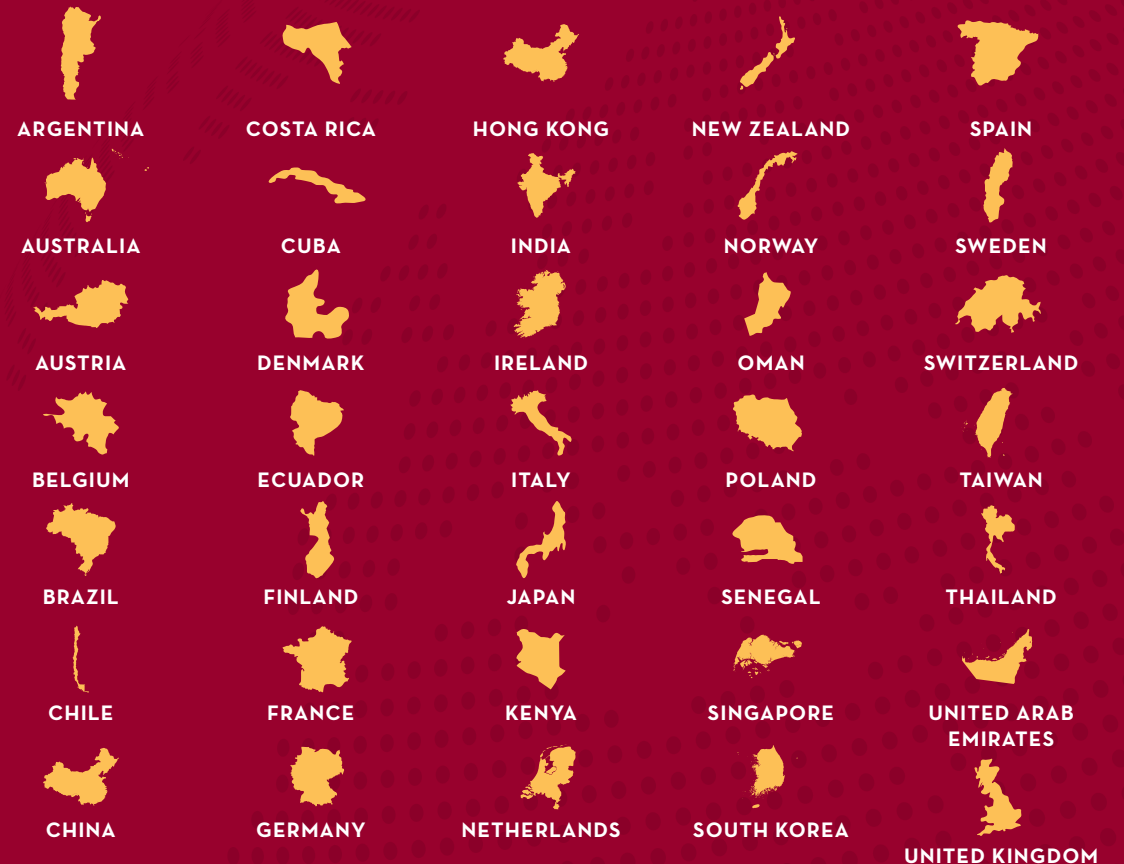 ARGENTINA
COSTA RICA
HONG KONG
NEW ZEALAND
SPAIN
AUSTRALIA
CUBA
INDIA
NORWAY
SWEDEN
AUSTRIA
DENMARK
IRELAND
OMAN
SWITZERLAND
BELGIUM
ECUADOR
ITALY
POLAND
TAIWAN
BRAZIL
FINLAND
JAPAN
SENEGAL
THAILAND
CHILE
FRANCE
KENYA
SINGAPORE
UNITED ARAB
EMIRATES
CHINA
GERMANY
NETHERLANDS
SOUTH KOREA
UNITED KINGDOM